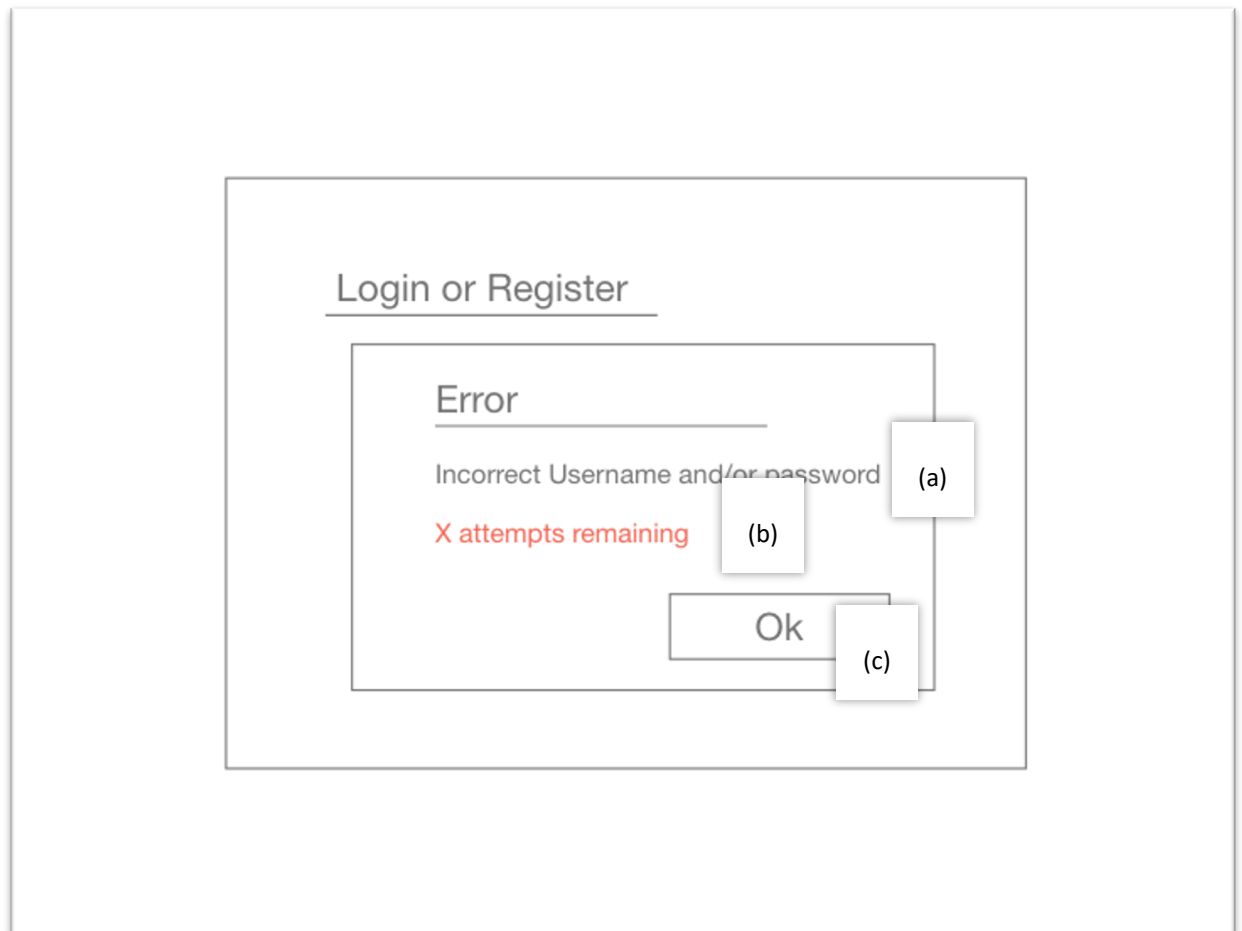 Login or Register
Error
Incorrect Username and/or password (a)
X attempts remaining (b)
Ok
(c)